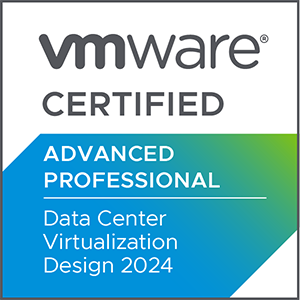 vmware®
CERTIFIED
ADVANCED
PROFESSIONAL
Data Center
Virtualization
Design 2024